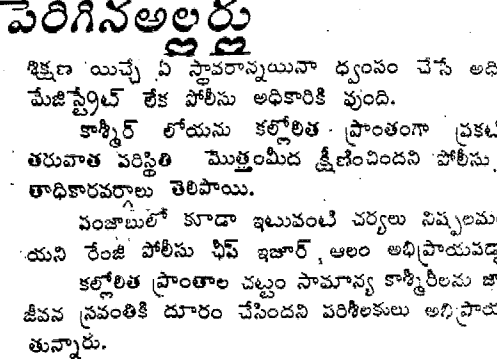 పెరిగిన అల్లర్లు
శిక్షణ యిచ్చే ఏ స్థావరాన్నయినా ధ్వంసం చేసే అధి
మేజిస్ట్రేట్ లేక పోలీసు అధికారికి వుంది.
కాశ్మీర్ లోయను కల్లోలిత ప్రాంతంగా ప్రకట
తరువాత పరిస్థితి మొత్తంమీద క్షీణించిందని పోలీసు
తాధికారవర్గాలు తెలిపాయి.
పంజాబులో కూడా ఇటువంటి చర్యలు నిష్ఫలమ
యని రేంజి పోలీసు ఛీఫ్ ఇజార్, ఆలం అభిప్రాయపడ్డ
కల్లోలిత ప్రాంతాల చట్టం సామాన్య కాశ్మీరీలను జా
జీవన స్రవంతికి దూరం చేసిందని పరిశీలకులు అభిప్రాయ
తున్నారు.